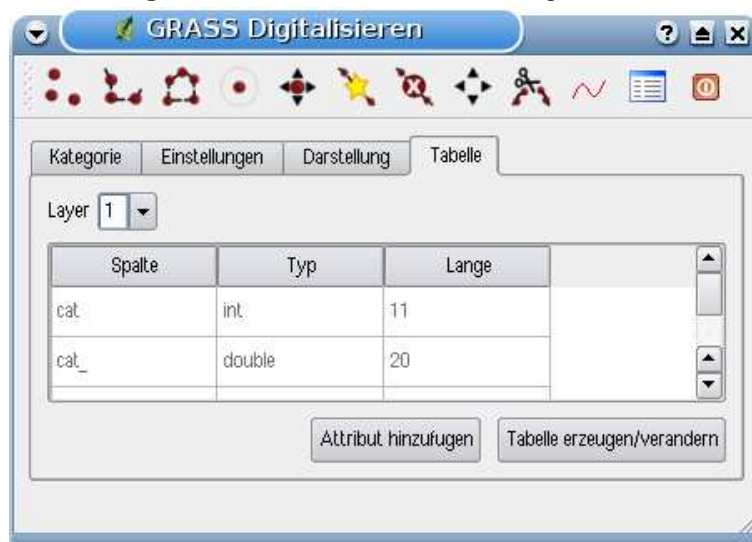 GRASS Digitalisieren
Kategorie Einstellungen Darstellung Tabelle
Layer 1
Spalte Typ Lange
cat int 11
cat_ double 20
Attribut hinzufugen Tabelle erzeugen/verandern